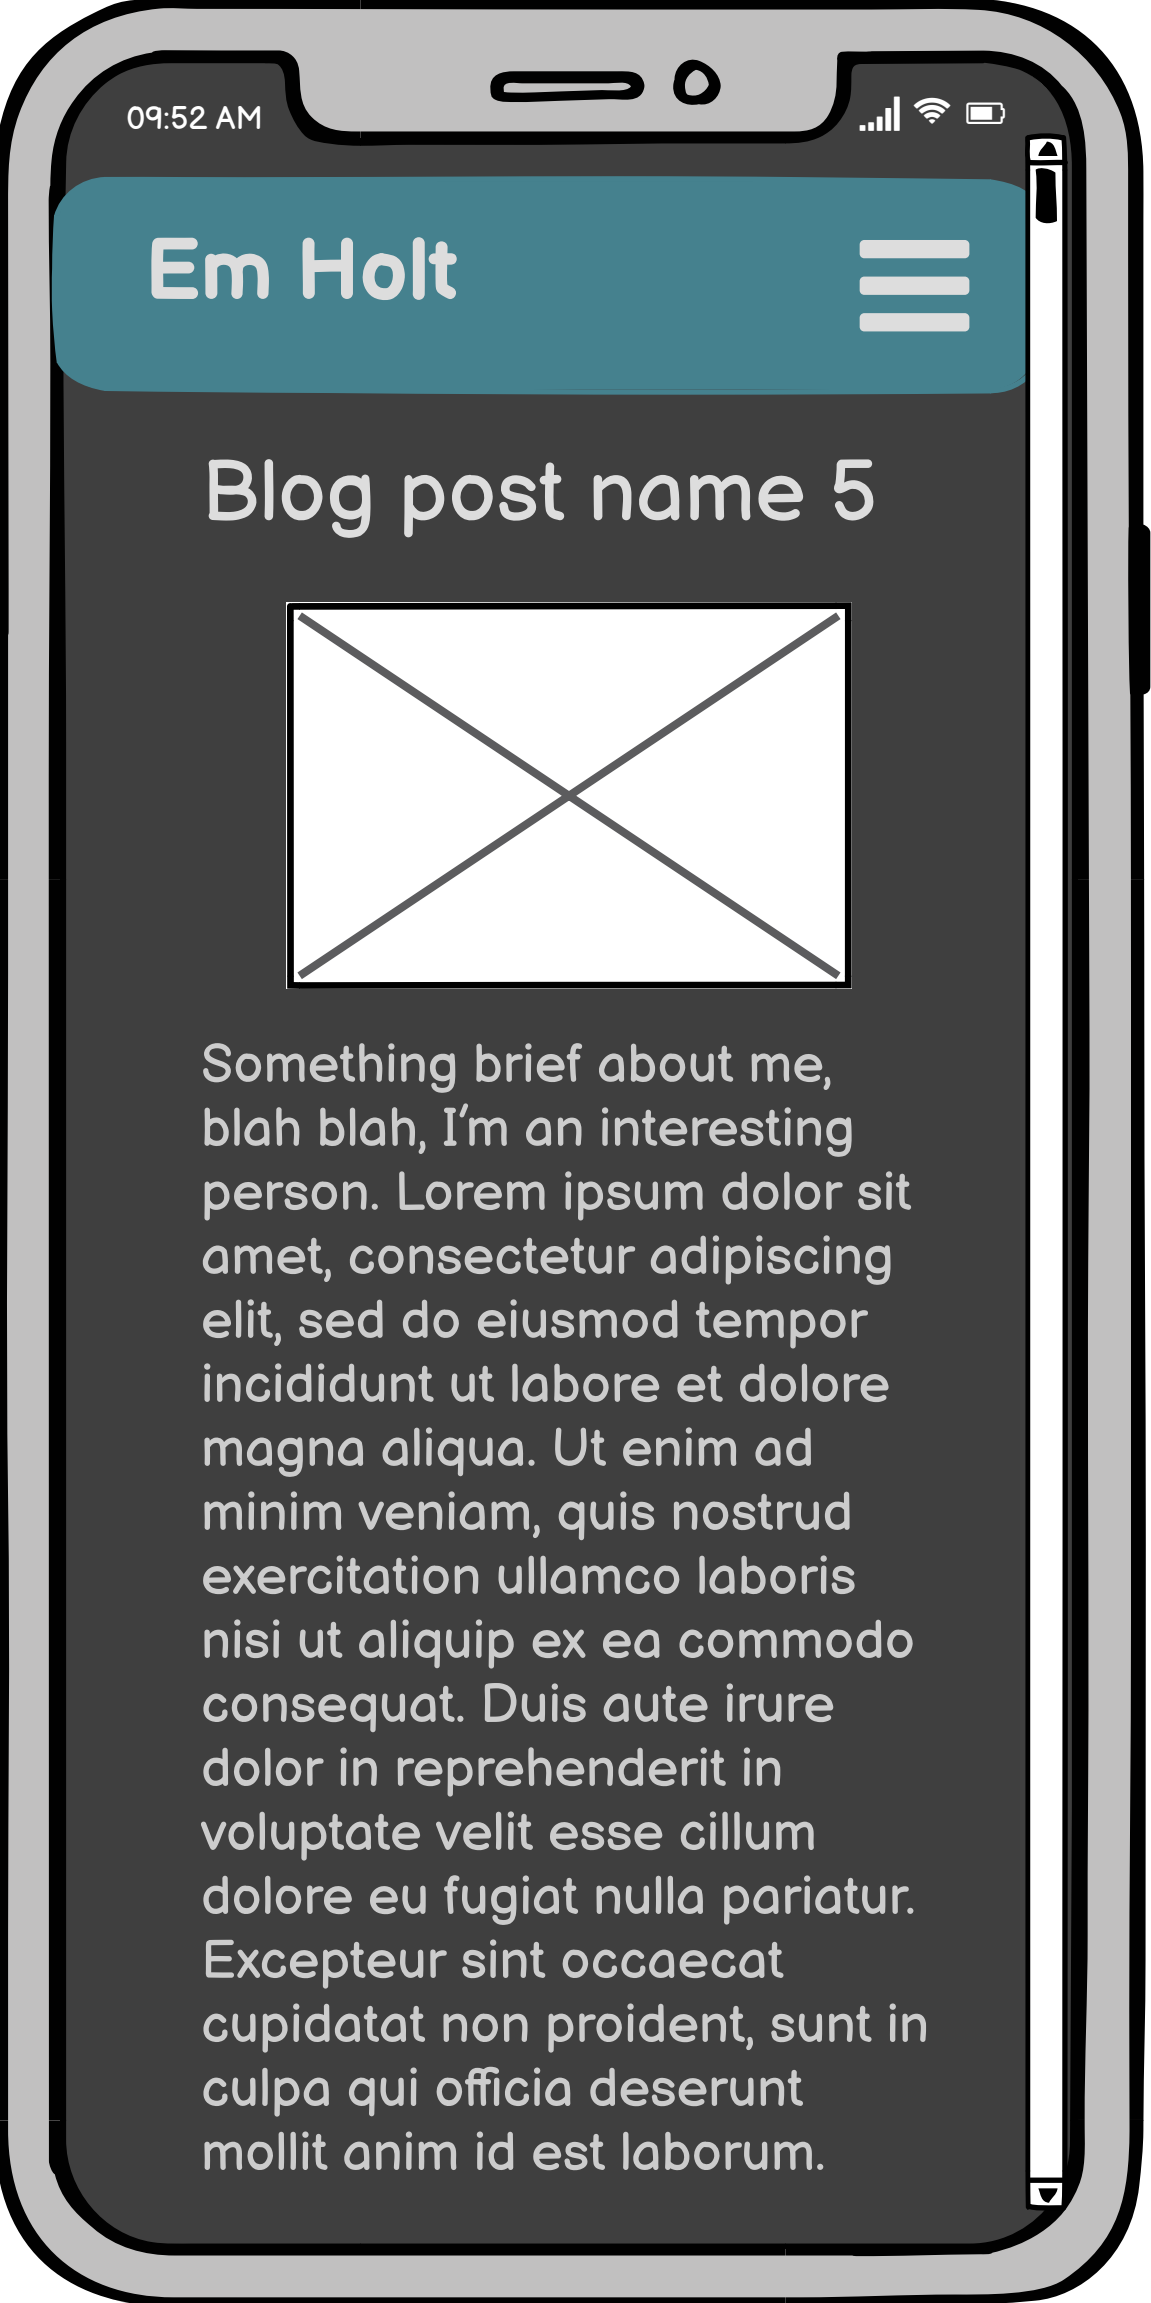 09:52 AM
Em Holt
Blog post name 5
Something brief about me,
blah blah, I'm an interesting
person. Lorem ipsum dolor sit
amet, consectetur adipiscing
elit, sed do eiusmod tempor
incididunt ut labore et dolore
magna aliqua. Ut enim ad
minim veniam, quis nostrud
exercitation ullamco laboris
nisi ut aliquip ex ea commodo
consequat. Duis aute irure
dolor in reprehenderit in
voluptate velit esse cillum
dolore eu fugiat nulla pariatur.
Excepteur sint occaecat
cupidatat non proident, sunt in
culpa qui officia deserunt
mollit anim id est laborum.